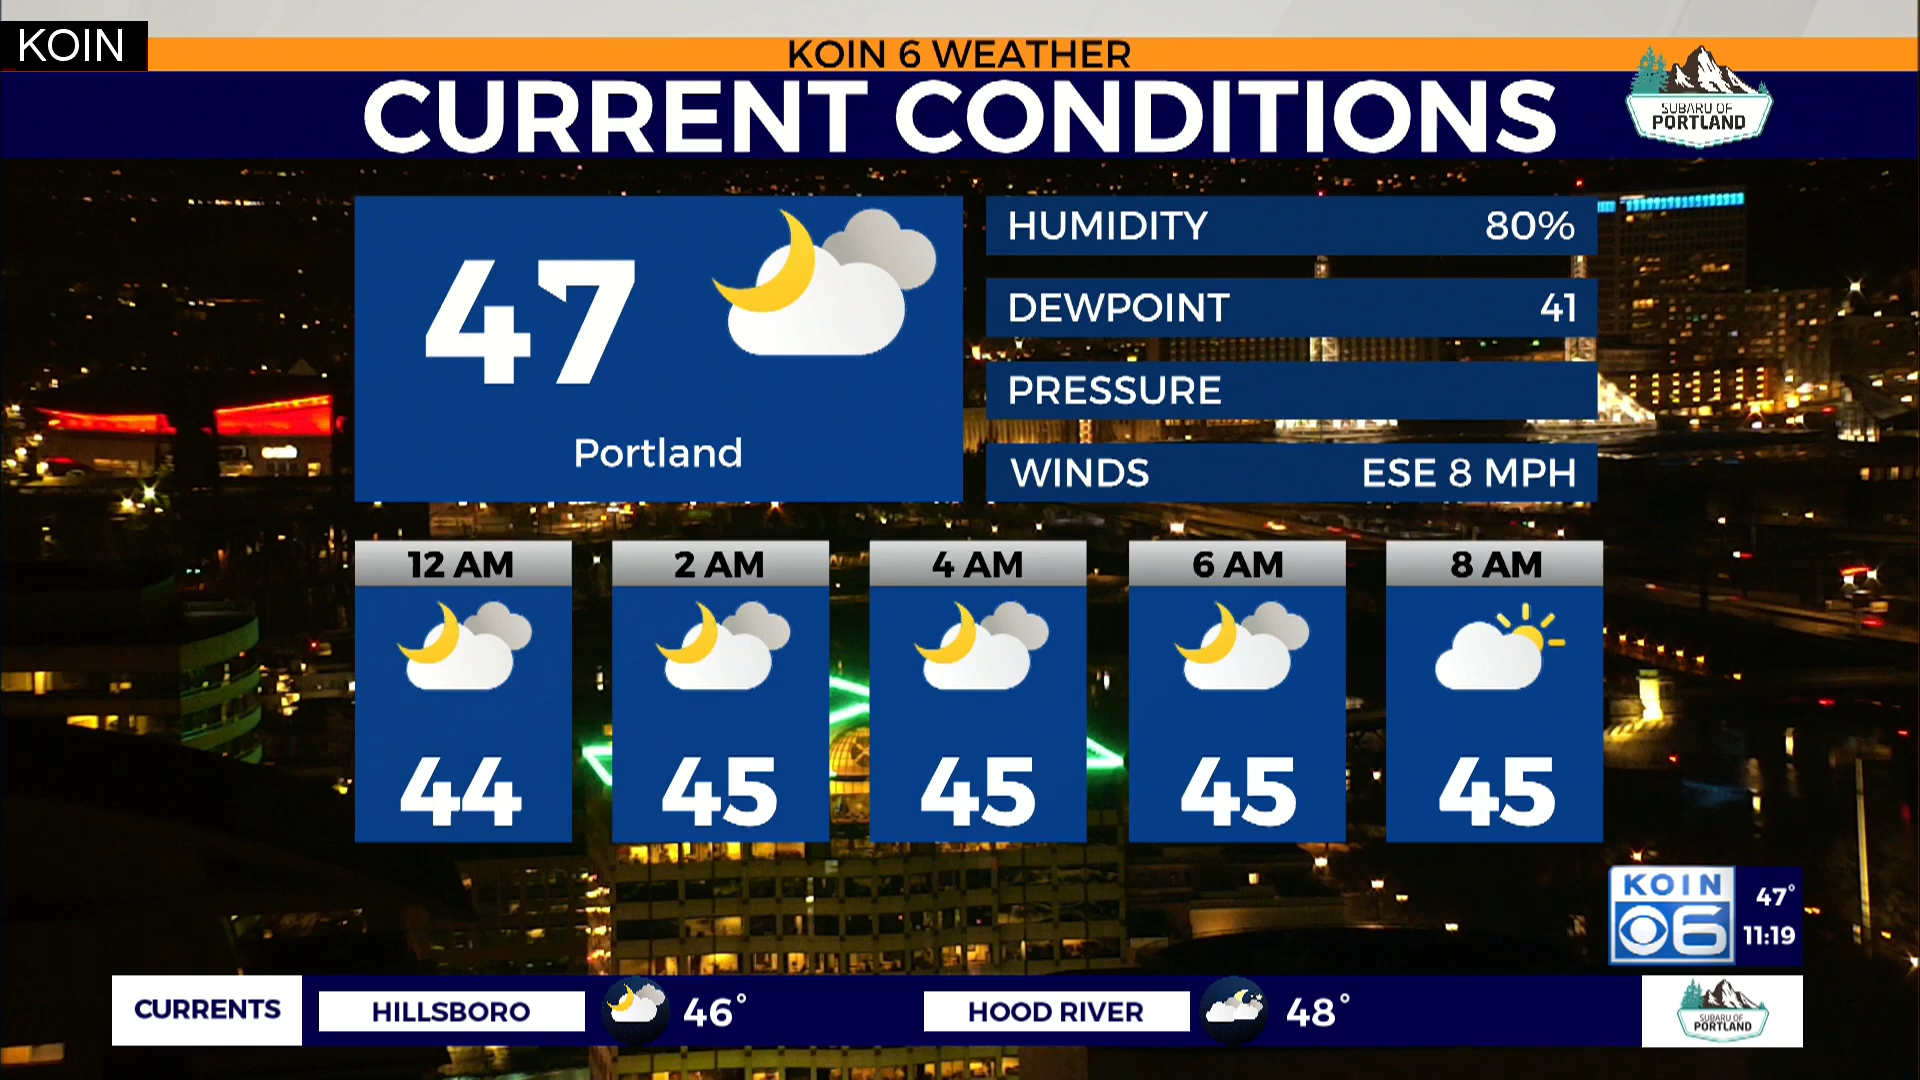 KOIN
KOIN 6 WEATHER
CURRENT CONDITIONS
SUBARU OF
PORTLAND
47
Portland
HUMIDITY 80%
DEWPOINT 41
PRESSURE
WINDS ESE 8 MPH
12 AM 2 AM 4 AM 6 AM 8 AM
44 45 45 45 45
KOIN
6
47°
11:19
CURRENTS HILLSBORO 46° HOOD RIVER 48°
SUBARU OF
PORTLAND